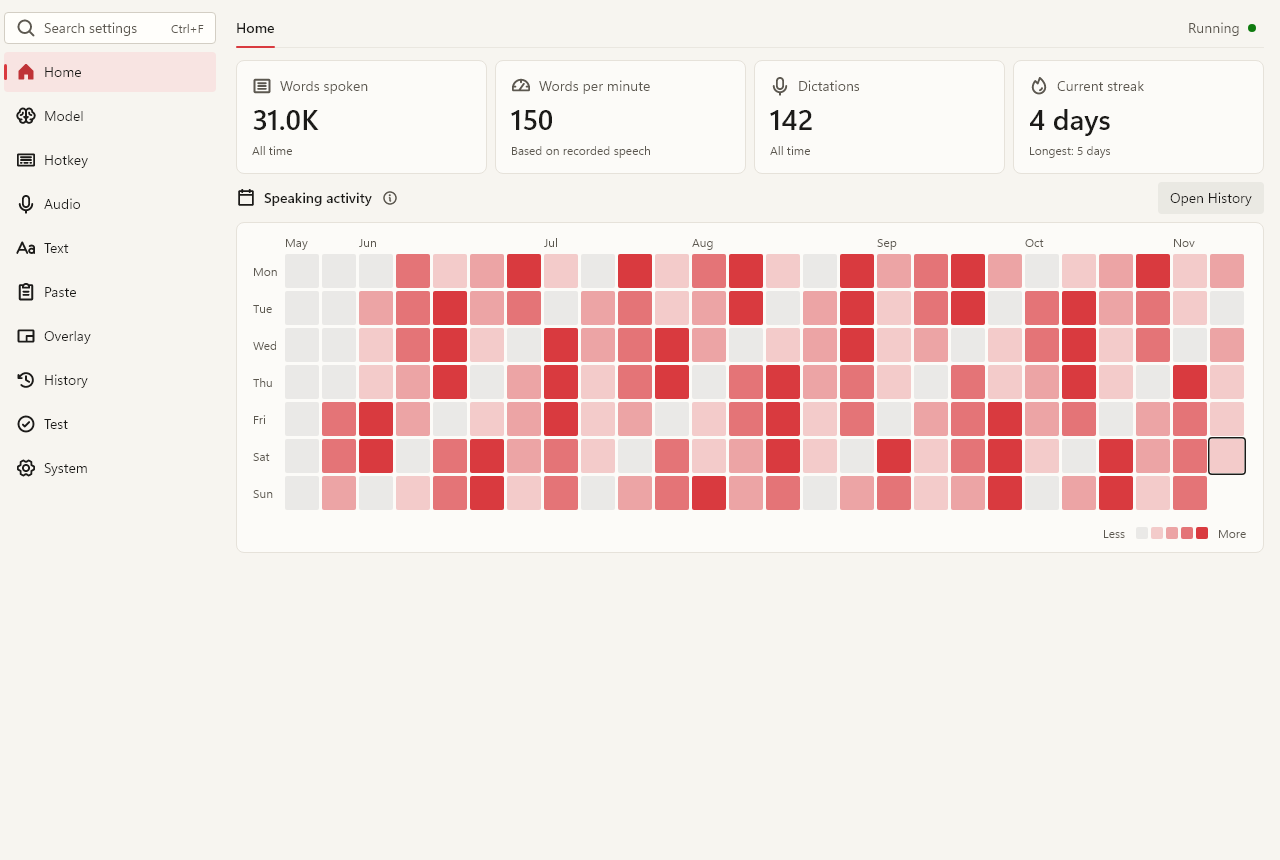 Search settings Ctrl+F
Home
Model
Hotkey
Audio
Text
Paste
Overlay
History
Test
System
Home Running
Words spoken
31.0K
All time
Words per minute
150
Based on recorded speech
Dictations
142
All time
Current streak
4 days
Longest: 5 days
Speaking activity Open History
May Jun Jul Aug Sep Oct Nov
Mon
Tue
Wed
Thu
Fri
Sat
Sun
Less More